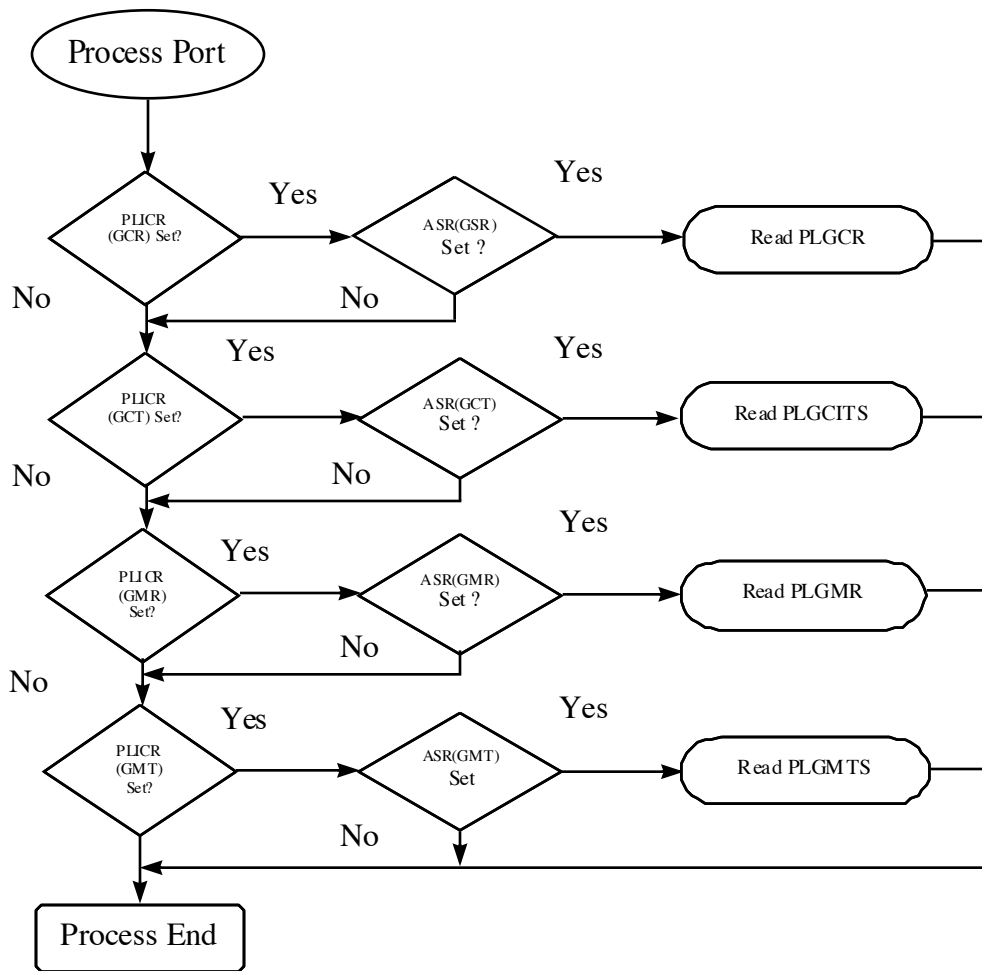 Process Port
Yes
Yes
PLICR
(GCR) Set?
ASR(GSR)
Set ?
Read PLGCR
No
No
Yes
Yes
PLICR
(GCT) Set?
ASR(GCT)
Set ?
Read PLGCITS
No
No
Yes
Yes
PLICR
(GMR)
Set?
ASR(GMR)
Set ?
Read PLGMR
No
No
Yes
Yes
PLICR
(GMT)
Set?
ASR(GMT)
Set
Read PLGMTS
No
Process End